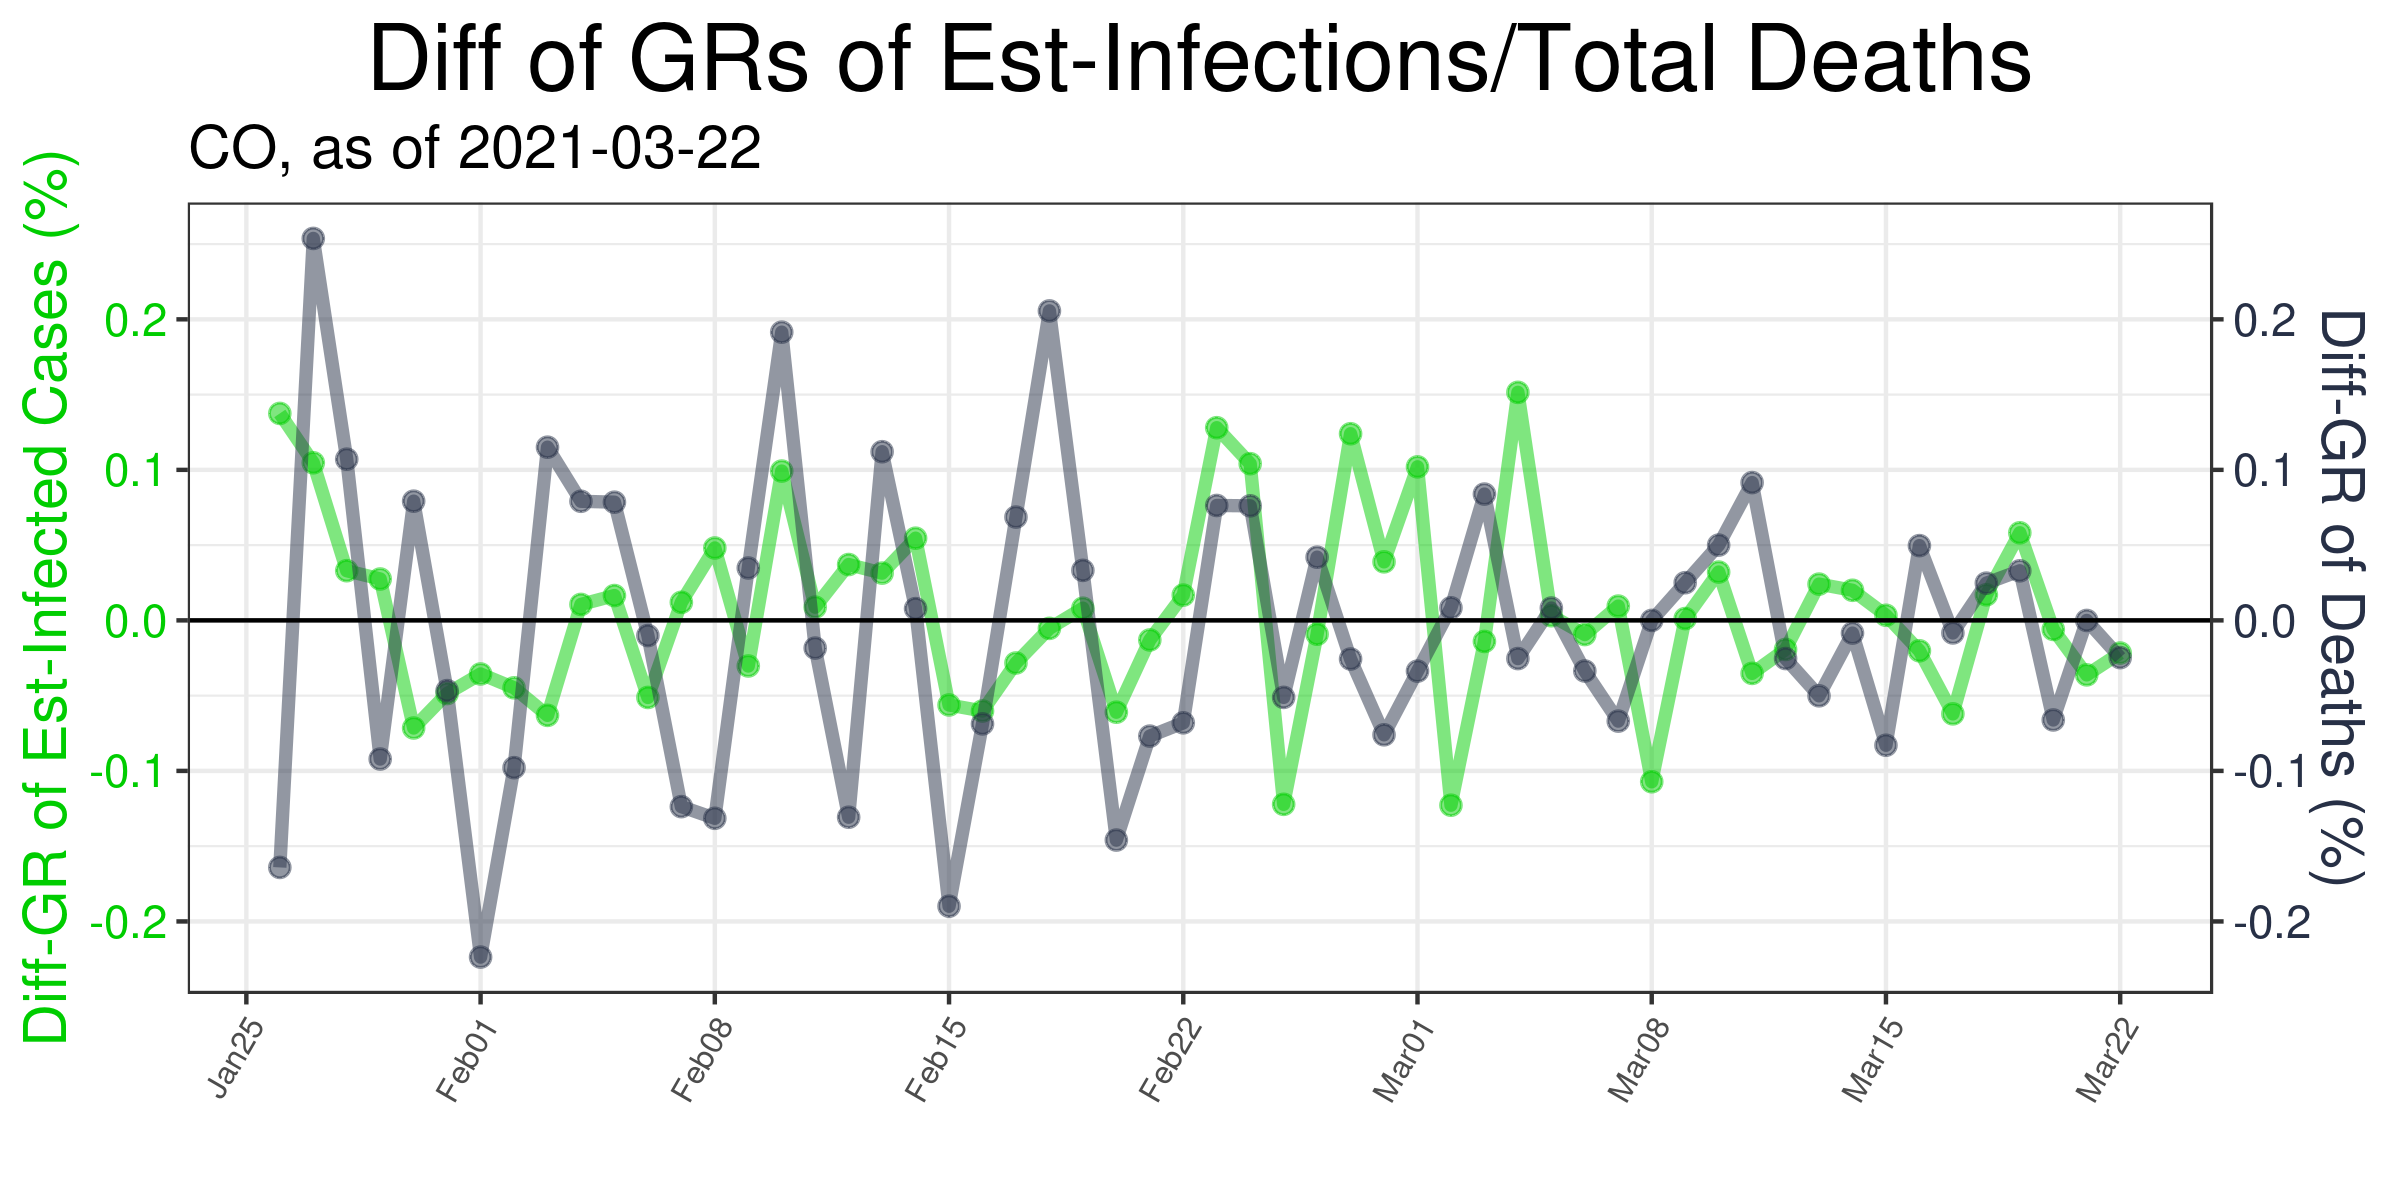 Diff of GRs of Est-Infections/Total Deaths
CO, as of 2021-03-22
Diff-GR of Est-Infected Cases (%)
0.2
0.1
0.0
-0.1
-0.2
0.2
0.1
0.0
-0.1
-0.2
Diff-GR of Deaths (%)
Jan25
Feb01
Feb08
Feb15
Feb22
Mar01
Mar08
Mar15
Mar22